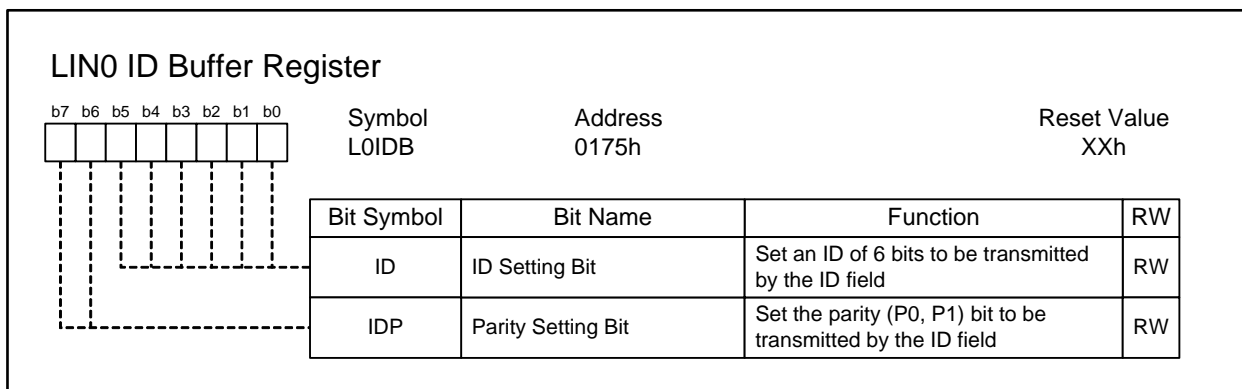 LIN0 ID Buffer Register
b7 b6 b5 b4 b3 b2 b1 b0
Symbol Address Reset Value
L0IDB 0175h XXh
Bit Symbol Bit Name Function RW
ID ID Setting Bit Set an ID of 6 bits to be transmitted
by the ID field RW
IDP Parity Setting Bit Set the parity (P0, P1) bit to be
transmitted by the ID field RW